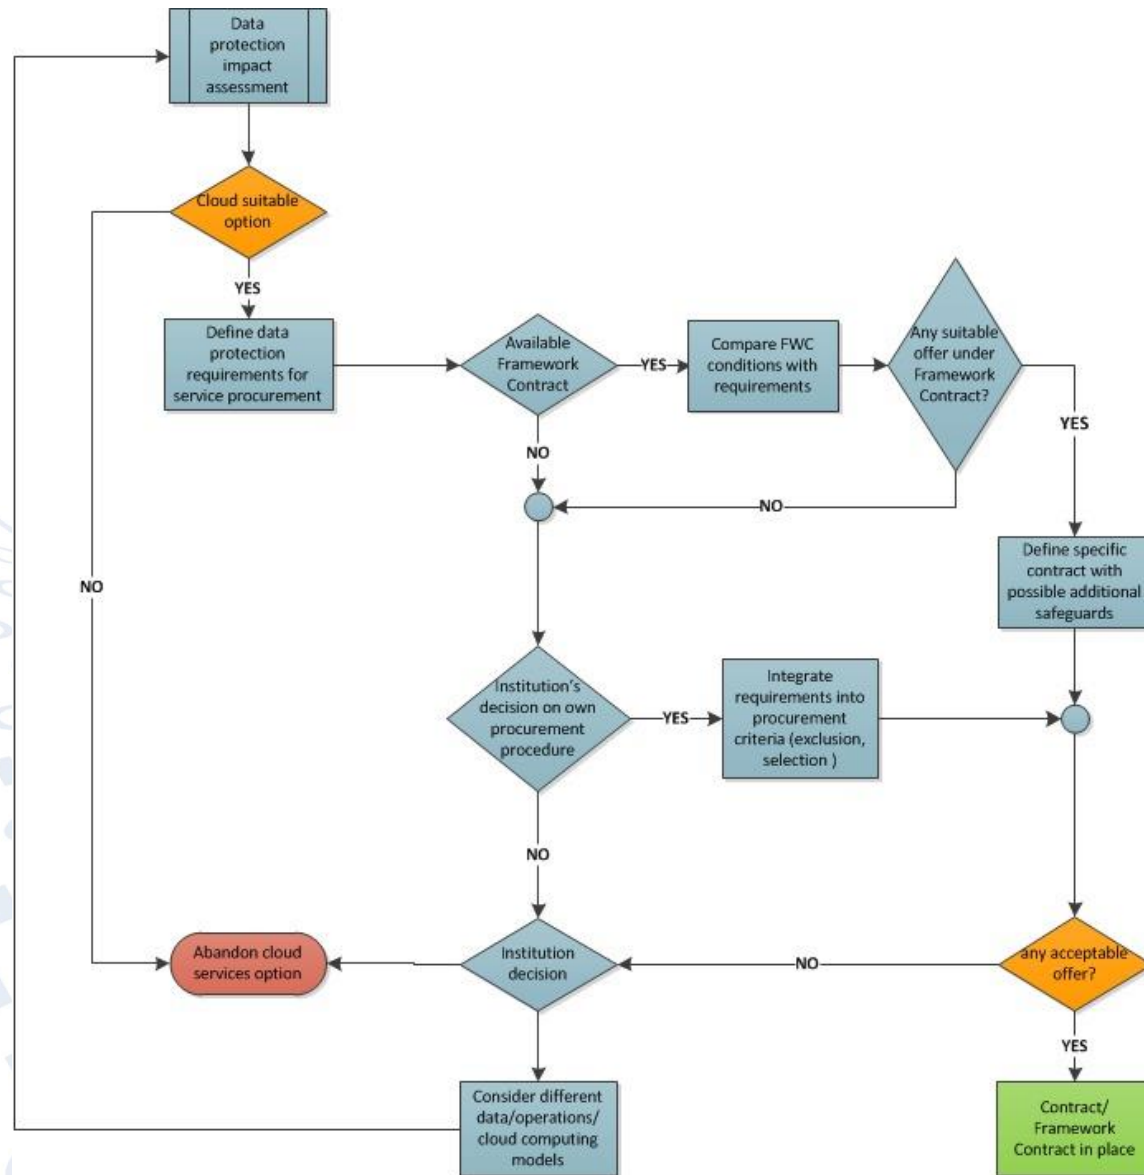 Data
protection
impact
assessment
Cloud suitable
option
YES
Define data
protection
requirements for
service procurement
Available
Framework
Contract
YES
Compare FWC
conditions with
requirements
Any suitable
offer under
Framework
Contract?
YES
NO
NO
NO
Define specific
contract with
possible additional
safeguards
Institution's
decision on own
procurement
procedure
YES
Integrate
requirements into
procurement
criteria (exclusion,
selection )
NO
Abandon cloud
services option
Institution
decision
NO
any acceptable
offer?
YES
Consider different
data/operations/
cloud computing
models
Contract/
Framework
Contract in place